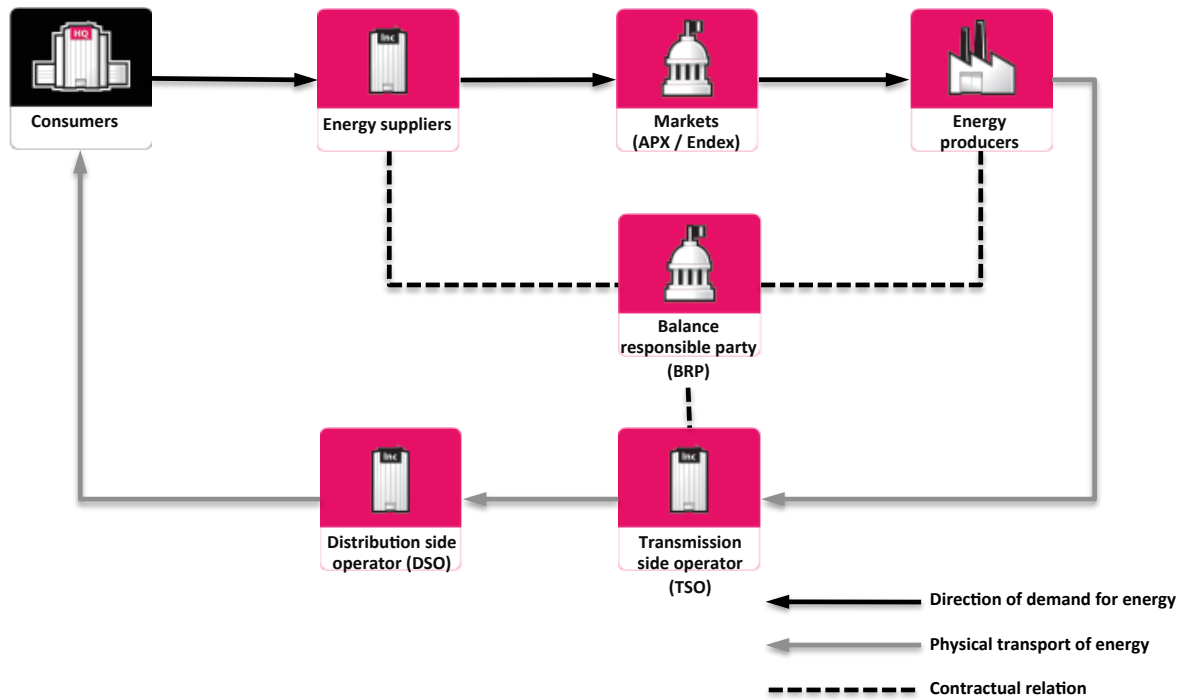 HQ
Inc
Consumers
Energy suppliers
Markets
(APX / Endex)
Energy
producers
Balance
responsible party
(BRP)
Inc
Inc
Distribution side
operator (DSO)
Transmission
side operator
(TSO)
Direction of demand for energy
Physical transport of energy
Contractual relation